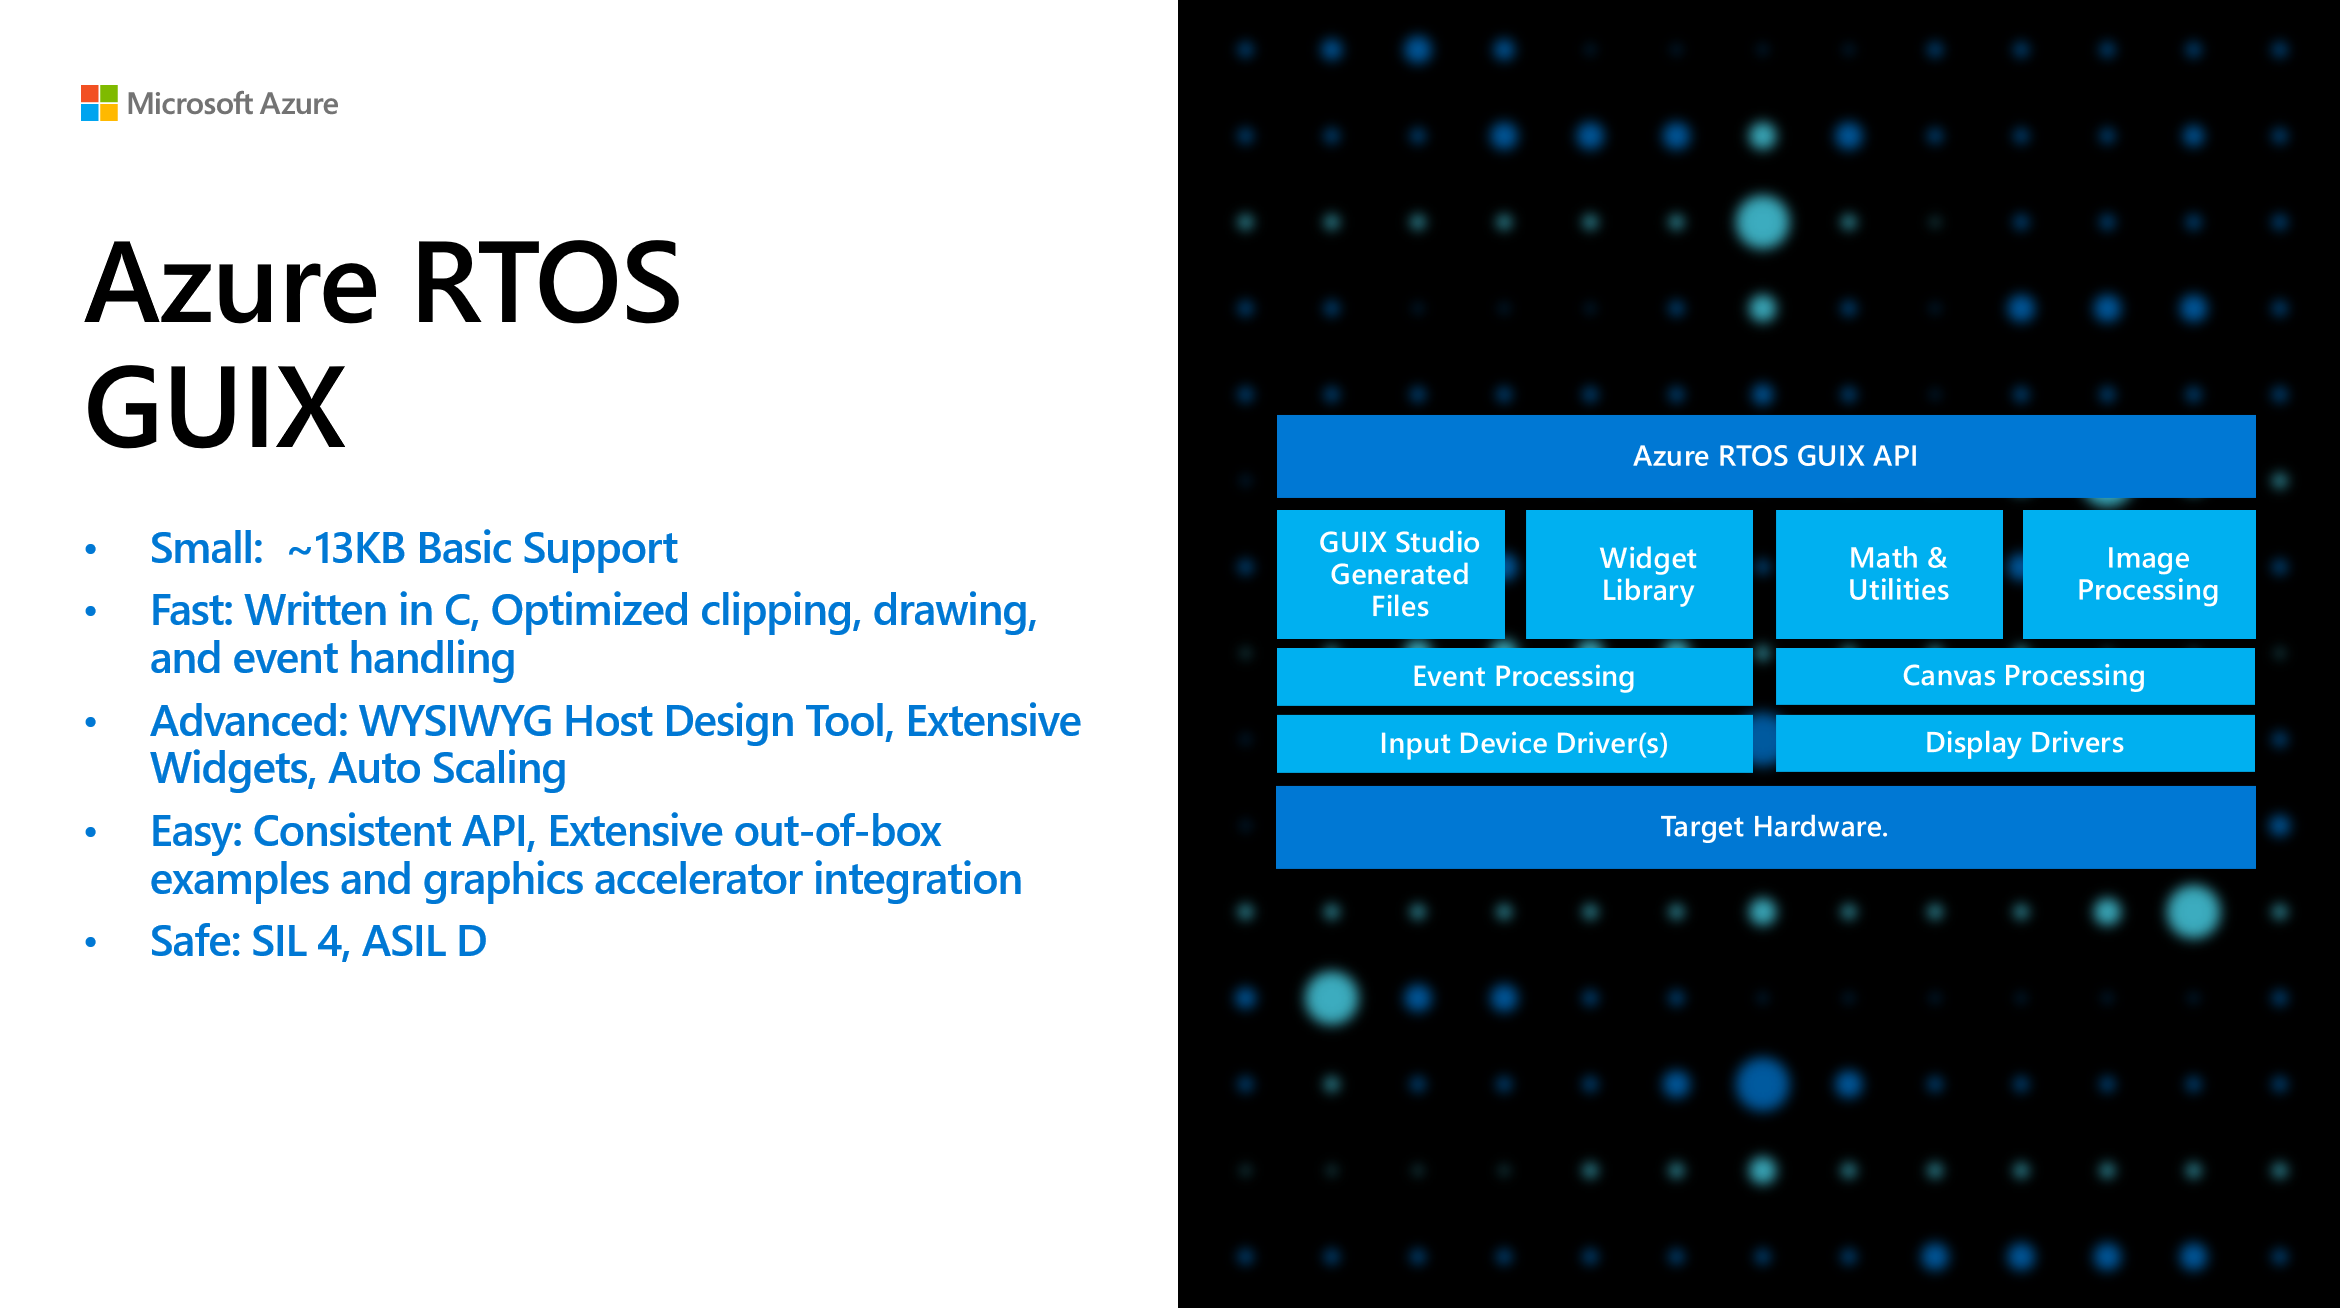 Microsoft Azure
Azure RTOS
GUIX
• Small:  ~13KB Basic Support
• Fast: Written in C, Optimized clipping, drawing,
and event handling
• Advanced: WYSIWYG Host Design Tool, Extensive
Widgets, Auto Scaling
• Easy: Consistent API, Extensive out-of-box
examples and graphics accelerator integration
• Safe: SIL 4, ASIL D
Azure RTOS GUIX API
GUIX Studio
Generated
Files
Widget
Library
Math &
Utilities
Image
Processing
Event Processing
Canvas Processing
Input Device Driver(s)
Display Drivers
Target Hardware.